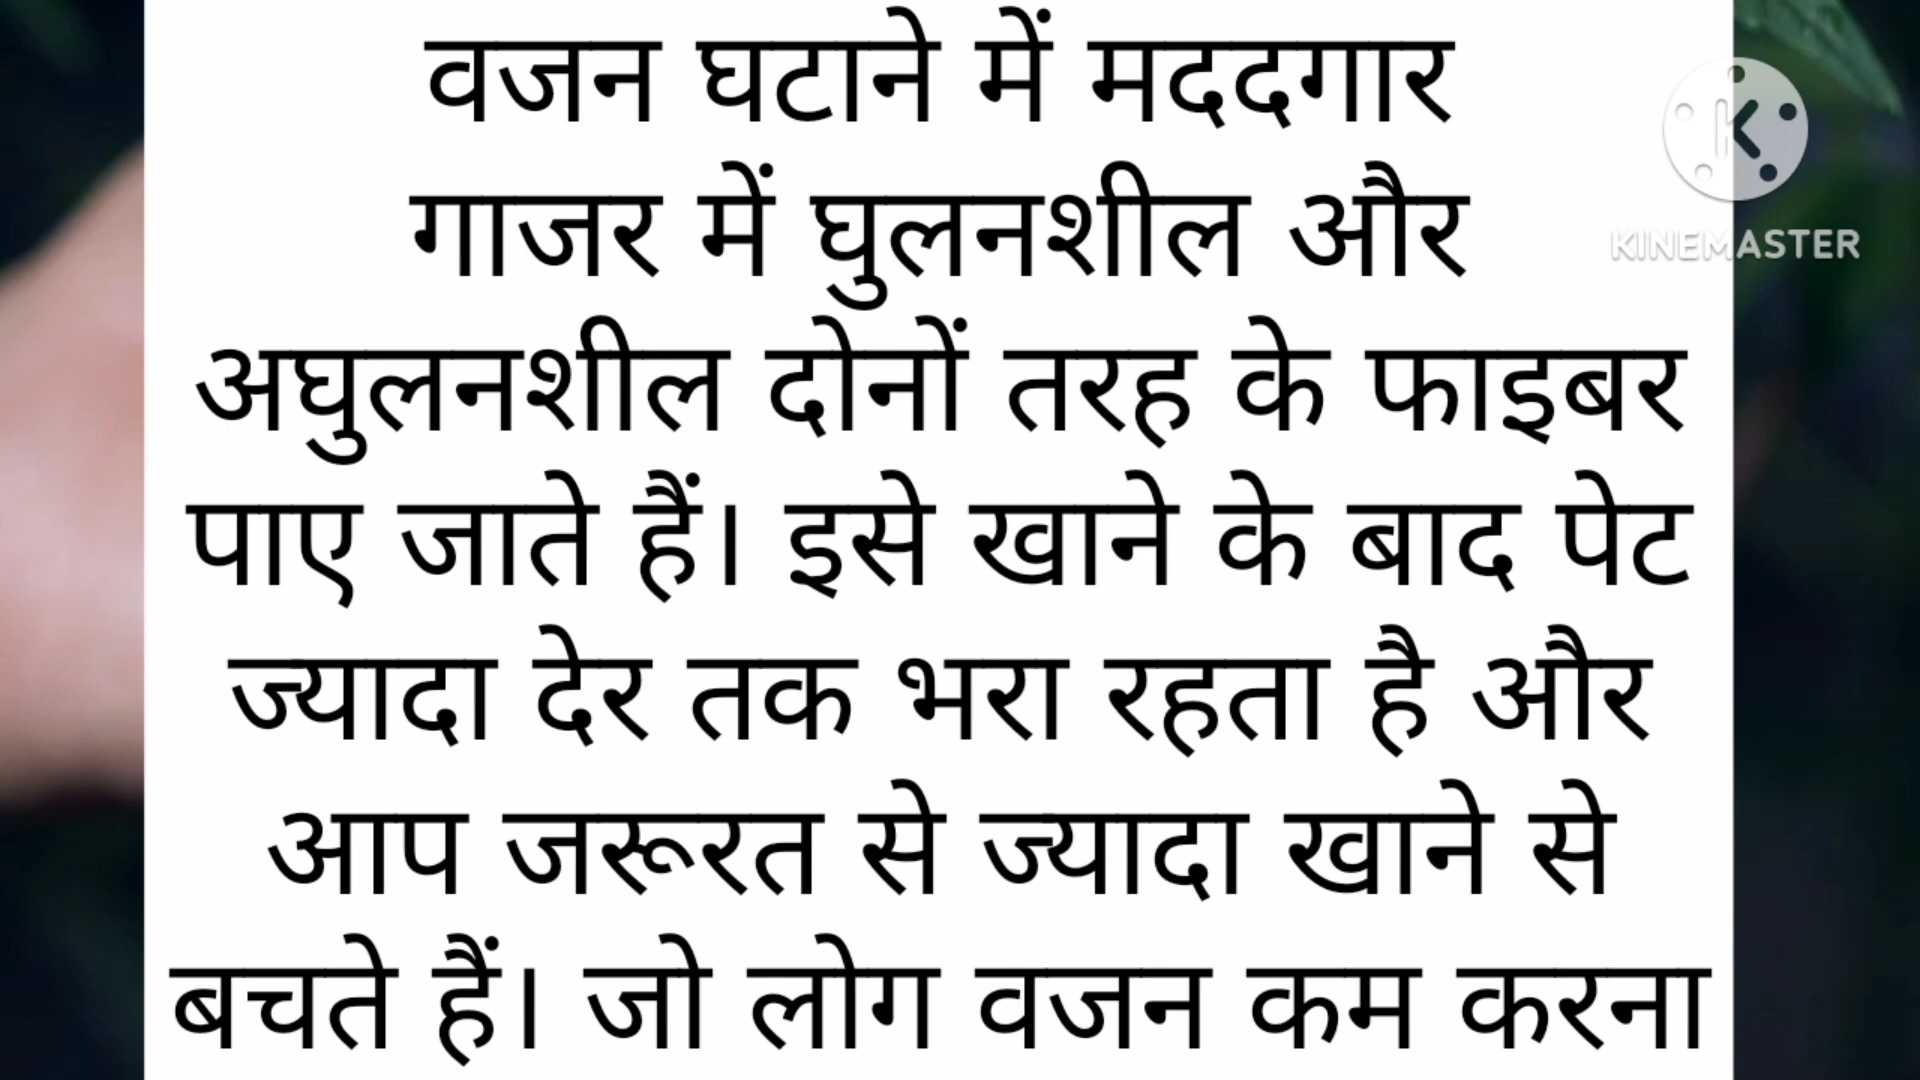 वजन घटाने में मददगार
गाजर में घुलनशील और
अघुलनशील दोनों तरह के फाइबर
पाए जाते हैं। इसे खाने के बाद पेट
ज्यादा देर तक भरा रहता है और
आप जरूरत से ज्यादा खाने से
बचते हैं। जो लोग वजन कम करना
K
KINEMASTER